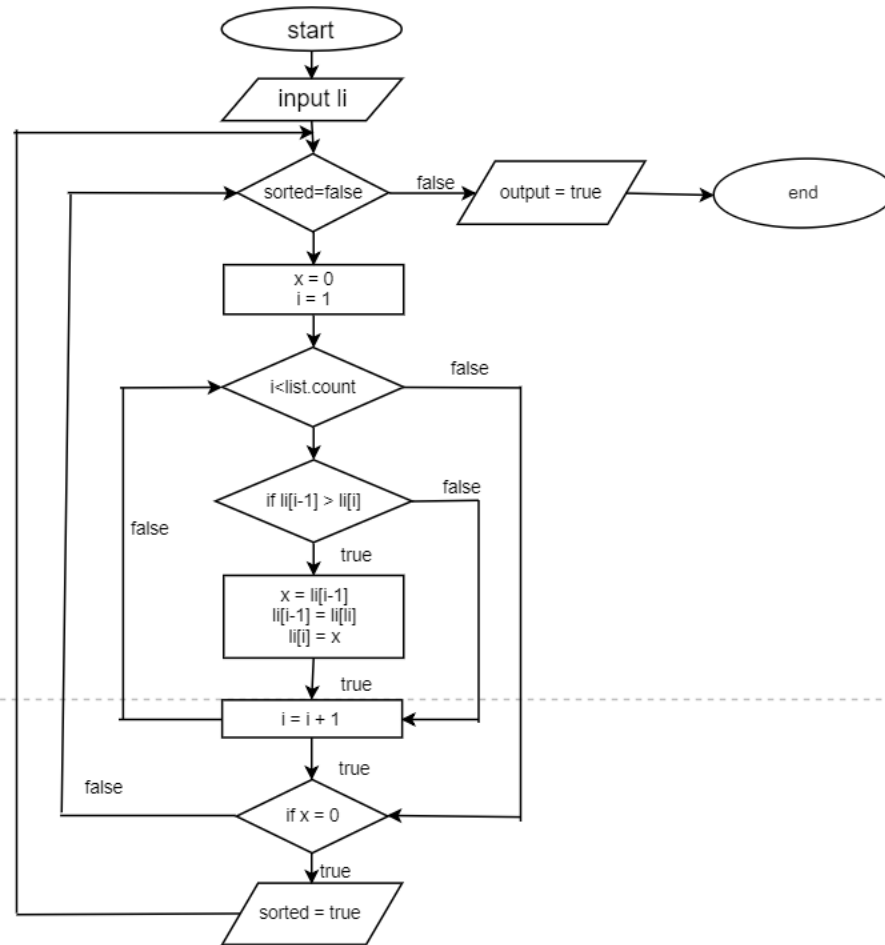 start
input li
sorted=false
false
output = true
end
x = 0
i = 1
i<list.count
false
if li[i-1] > li[i]
false
false
true
x = li[i-1]
li[i-1] = li[li]
li[i] = x
true
i = i + 1
true
false
if x = 0
true
sorted = true